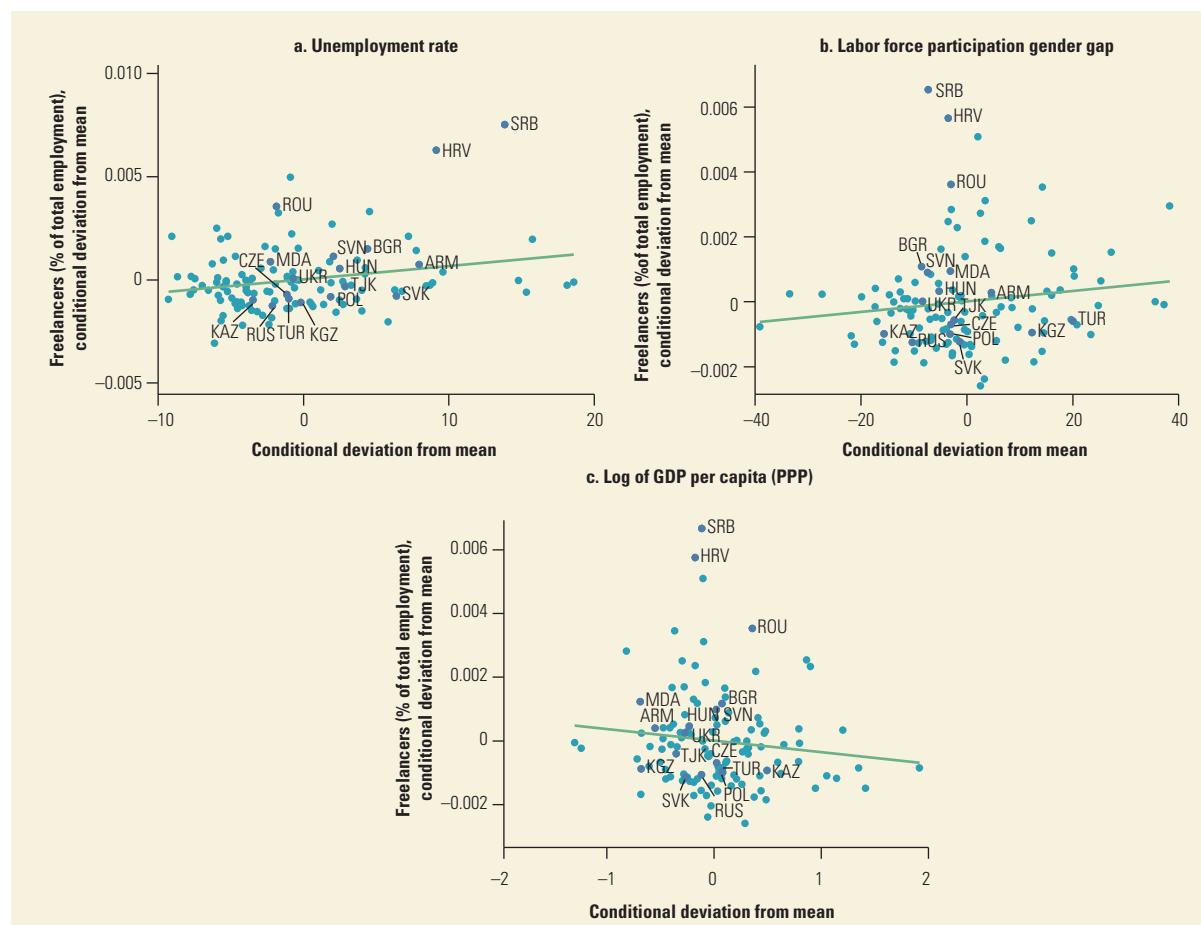 a. Unemployment rate
Freelancers (% of total employment),
conditional deviation from mean
0.010
0.005
0
–0.005
SRB
HRV
ROU
SVN
BGR
CZE
MDA
HUN
ARM
UKR
TJK
POL
SVK
KAZ
RUS
TUR
KGZ
–10
0
10
20
Conditional deviation from mean
b. Labor force participation gender gap
Freelancers (%of total employment),
conditional deviation from mean
0.006
0.004
0.002
0
–0.002
SRB
HRV
ROU
BGR
SVN
MDA
HUN
ARM
UKR
TJK
KAZ
RUS
CZE
POL
KGZ
TUR
SVK
–40
–20
0
20
40
Conditional deviation from mean
c. Log of GDP per capita (PPP)
Freelancers (% of total employment),
conditional deviation from mean
0.006
0.004
0.002
0
–0.002
SRB
HRV
ROU
MDA
BGR
ARM
HUN
SVN
UKR
TJK
CZE
KGZ
TUR
KAZ
SVK
POL
RUS
–2
–1
0
1
2
Conditional deviation from mean